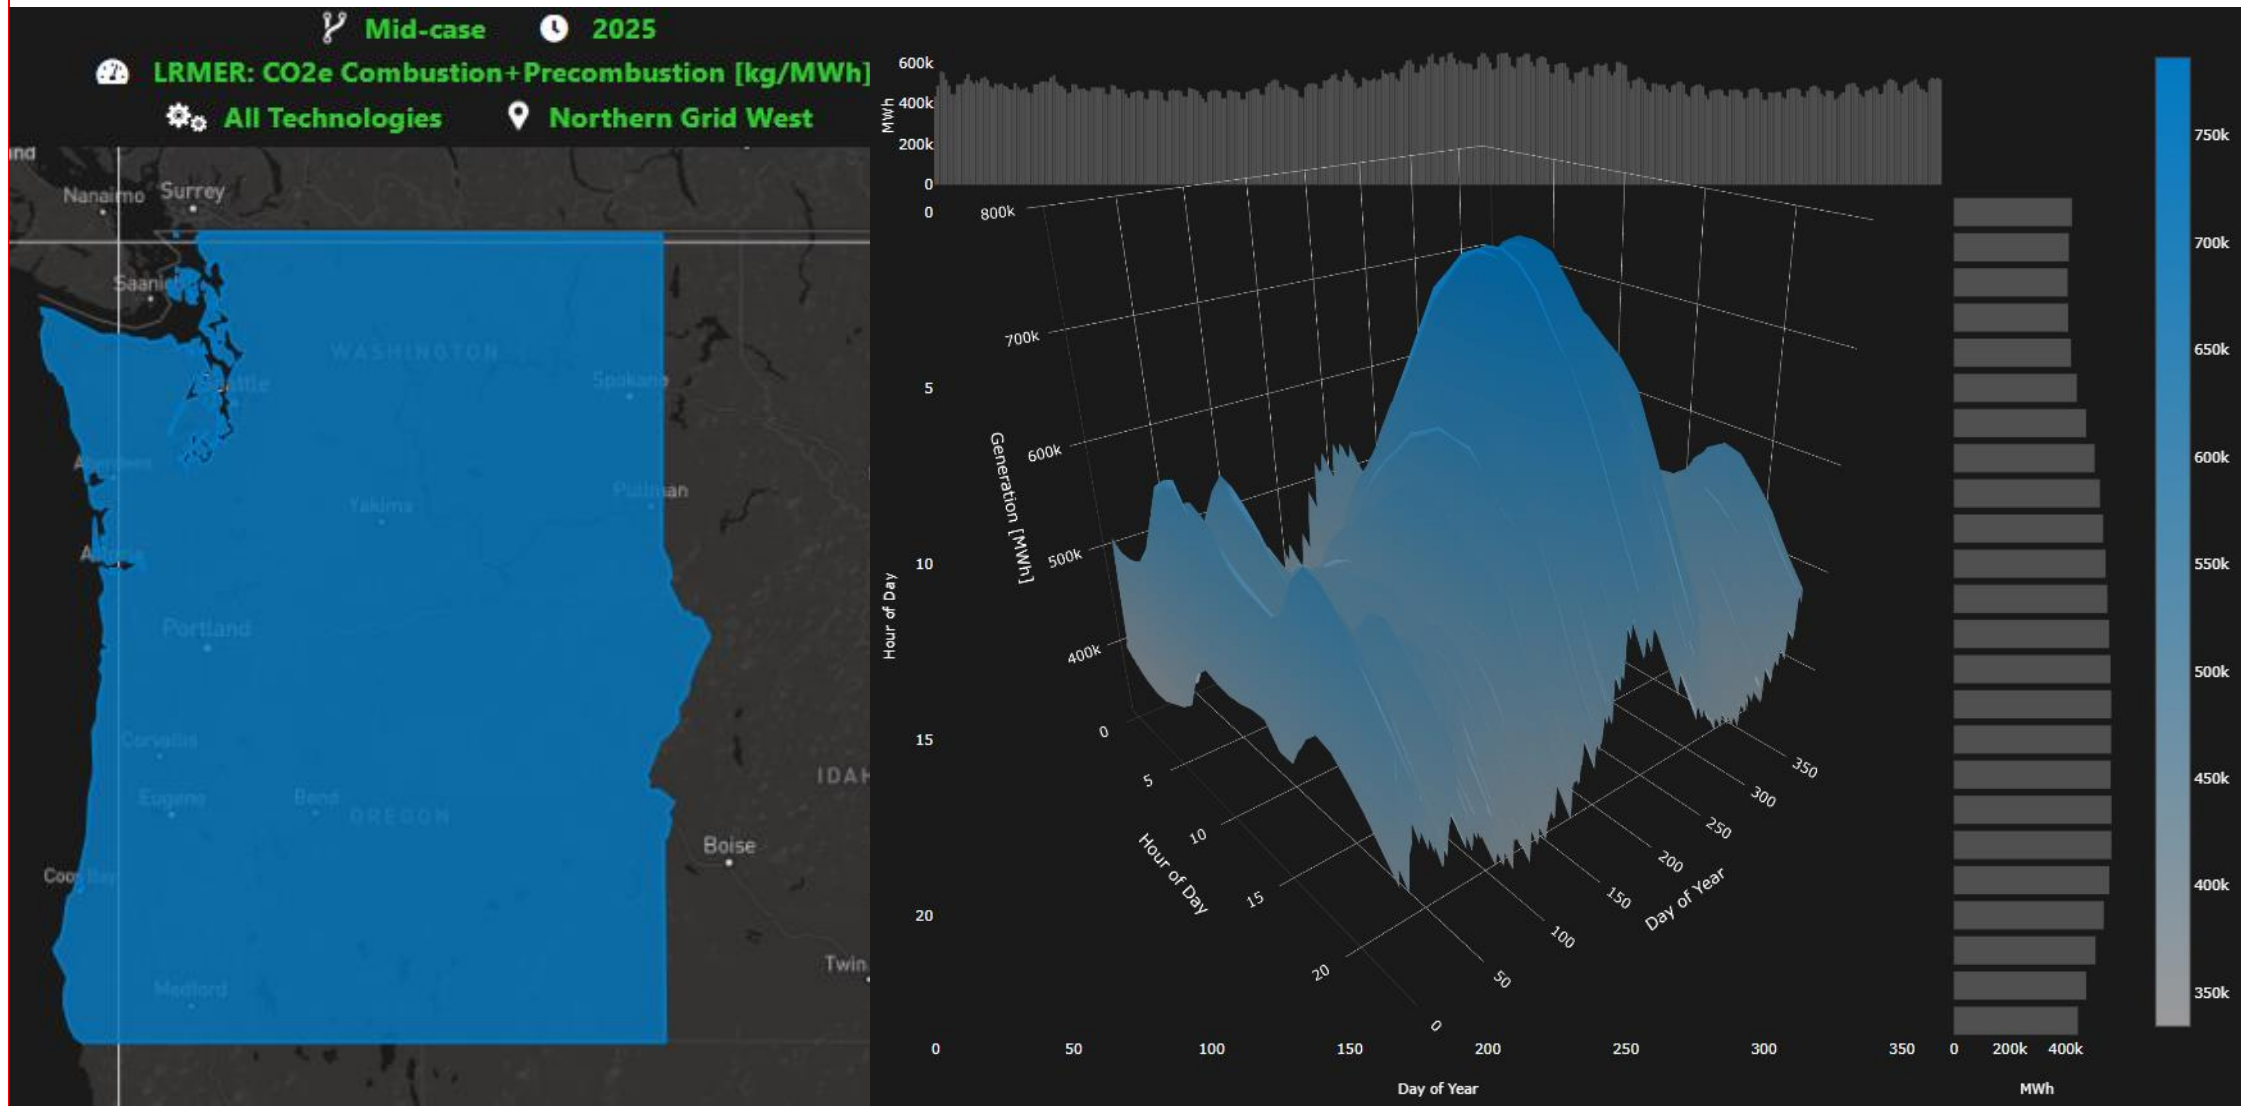 Mid-case 2025
LRMER: CO2e Combustion+Precombustion [kg/MWh]
All Technologies Northern Grid West
Nanaimo Surrey
WASHINGTON
Spokane
Pullman
Yakima
Portland
Corvallis
Eugene Bend
OREGON
IDAH
Boise
Coos Bay
Twin
Medford
600k
400k
200k
0
MWh
800k
700k
600k
500k
400k
Generation [MWh]
0
5
10
15
20
Hour of Day
0
50
100
150
200
250
300
350
Day of Year
0
5
10
15
20
Hour of Day
0 50 100 150 200 250 300 350
Day of Year
0 200k 400k
MWh
750k
700k
650k
600k
550k
500k
450k
400k
350k